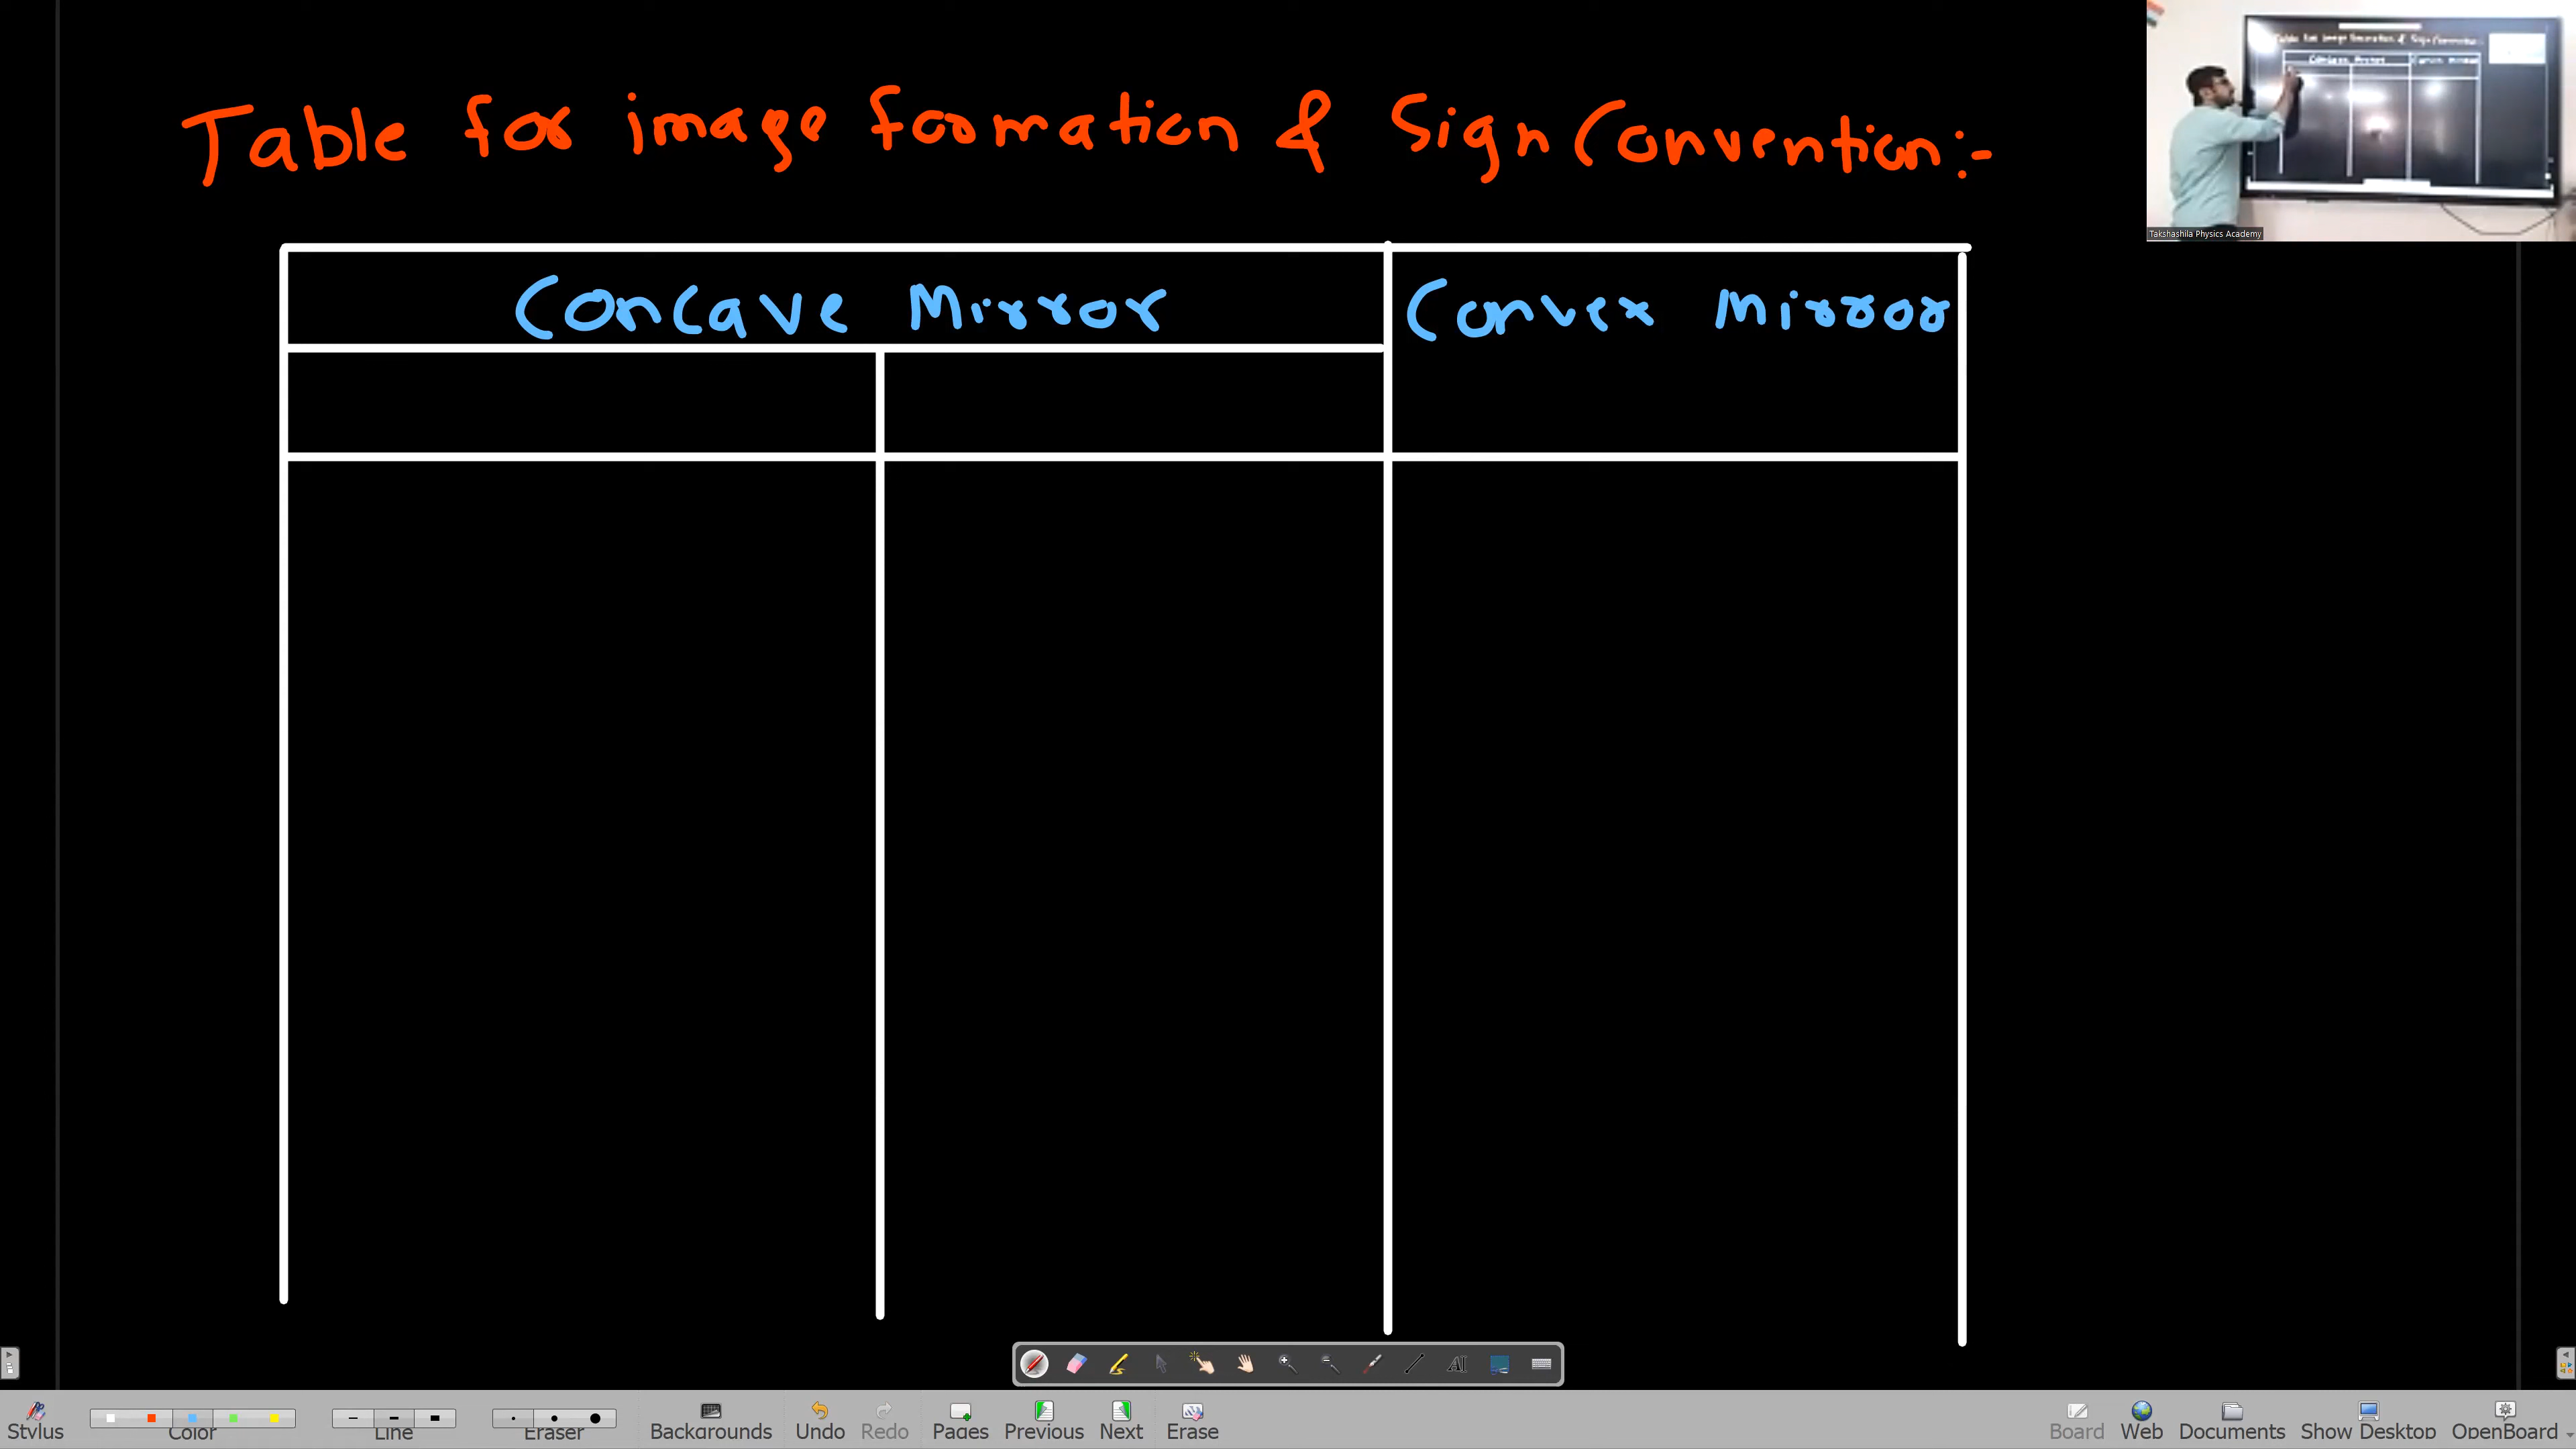 Table for image formation & Sign Convention:-
Takshashila Physics Academy
Concave Mirror
Convex Mirror
Stylus
Color
Line
Eraser
Backgrounds
Undo
Redo
Pages
Previous
Next
Erase
Board
Web
Documents
Show Desktop
OpenBoard